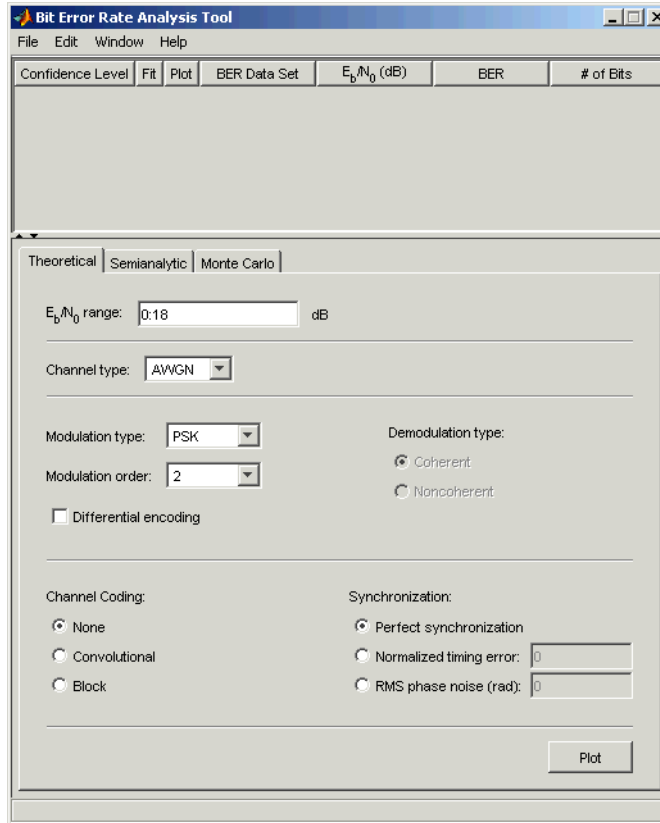 Bit Error Rate Analysis Tool
File Edit Window Help
Confidence Level Fit Plot BER Data Set Eb/N0 (dB) BER # of Bits
Theoretical Semianalytic Monte Carlo
Eb/N0 range: 0:18 dB
Channel type: AWGN
Modulation type: PSK Demodulation type:
Coherent
Modulation order: 2
Noncoherent
Differential encoding
Channel Coding: Synchronization:
None Perfect synchronization
Convolutional Normalized timing error: 0
Block RMS phase noise (rad): 0
Plot